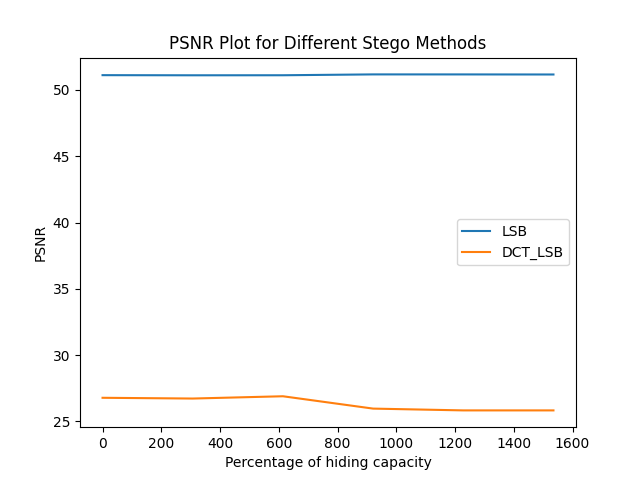 PSNR Plot for Different Stego Methods
50
45
40
35
30
25
PSNR
LSB
DCT_LSB
0 200 400 600 800 1000 1200 1400 1600
Percentage of hiding capacity